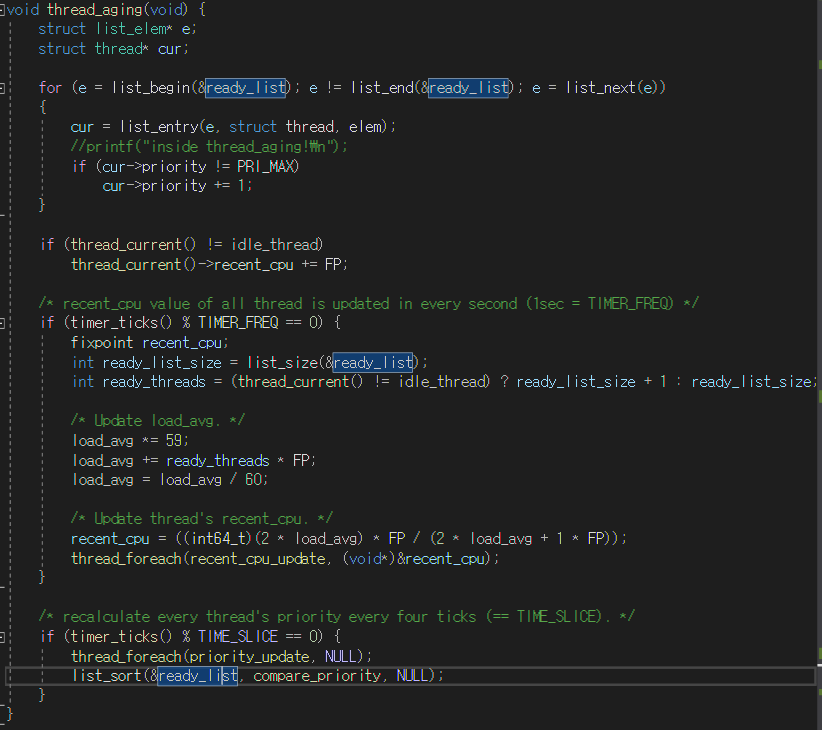 void thread_aging(void) {
struct list_elem* e;
struct thread* cur;
for (e = list_begin(&ready_list); e != list_end(&ready_list); e = list_next(e))
{
cur = list_entry(e, struct thread, elem);
//printf("inside thread_aging!₩n");
if (cur->priority != PRI_MAX)
cur->priority += 1;
}
if (thread_current() != idle_thread)
thread_current()->recent_cpu += FP;
/* recent_cpu value of all thread is updated in every second (1sec = TIMER_FREQ) */
if (timer_ticks() % TIMER_FREQ == 0) {
fixpoint recent_cpu;
int ready_list_size = list_size(&ready_list);
int ready_threads = (thread_current() != idle_thread) ? ready_list_size + 1 : ready_list_size;
/* Update load_avg. */
load_avg *= 59;
load_avg += ready_threads * FP;
load_avg = load_avg / 60;
/* Update thread's recent_cpu. */
recent_cpu = ((int64_t)(2 * load_avg) * FP / (2 * load_avg + 1 * FP));
thread_foreach(recent_cpu_update, (void*)&recent_cpu);
}
/* recalculate every thread's priority every four ticks (== TIME_SLICE). */
if (timer_ticks() % TIME_SLICE == 0) {
thread_foreach(priority_update, NULL);
list_sort(&ready_list, compare_priority, NULL);
}
}